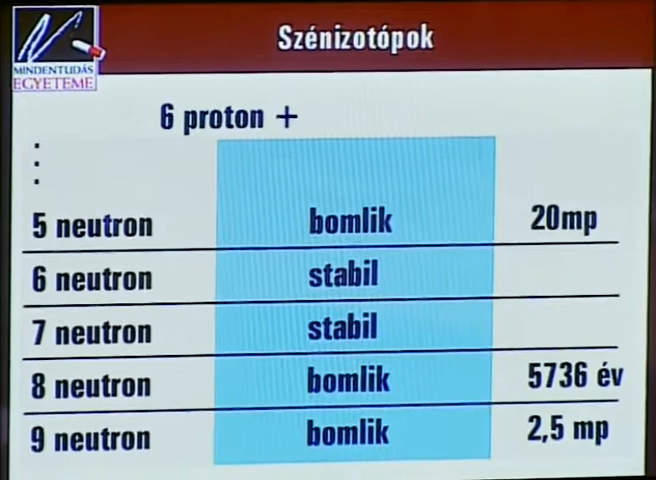 MINDENTUDÁS
EGYETEME
Szénizotópok
6 proton +
5 neutron bomlik 20mp
6 neutron stabil
7 neutron stabil
8 neutron bomlik 5736 év
9 neutron bomlik 2,5 mp